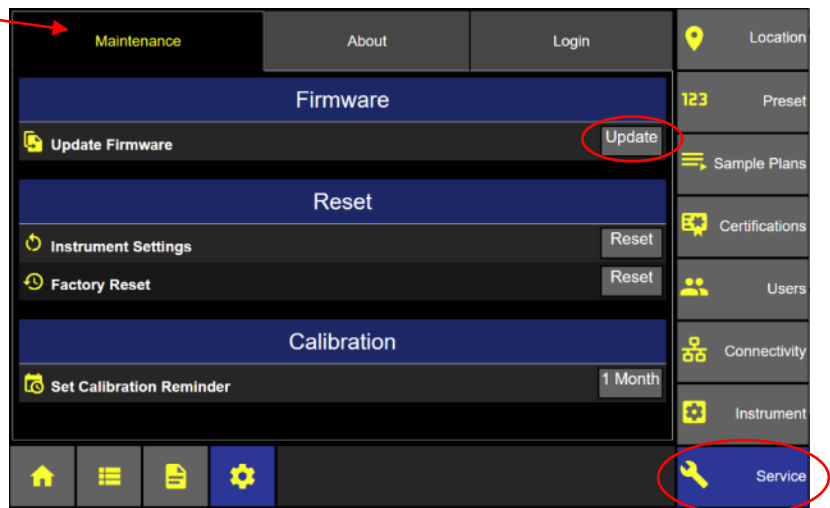 Maintenance
About
Login
Firmware
Update Firmware
Update
Reset
Instrument Settings
Reset
Factory Reset
Reset
Calibration
Set Calibration Reminder
1 Month
Location
123
Preset
Sample Plans
Certifications
Users
Connectivity
Instrument
Service